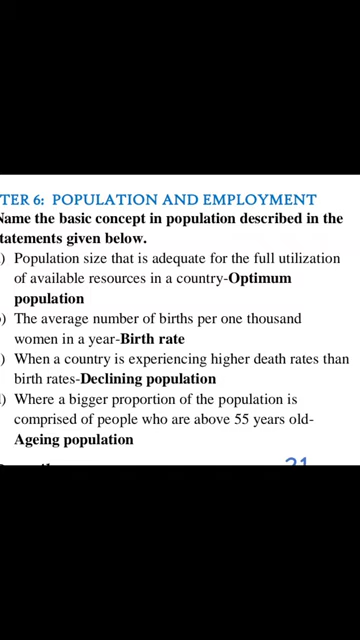 TER 6: POPULATION AND EMPLOYMENT
Name the basic concept in population described in the
tatements given below.
) Population size that is adequate for the full utilization
of available resources in a country-Optimum
population
) The average number of births per one thousand
women in a year-Birth rate
) When a country is experiencing higher death rates than
birth rates-Declining population
) Where a bigger proportion of the population is
comprised of people who are above 55 years old-
Ageing population
21